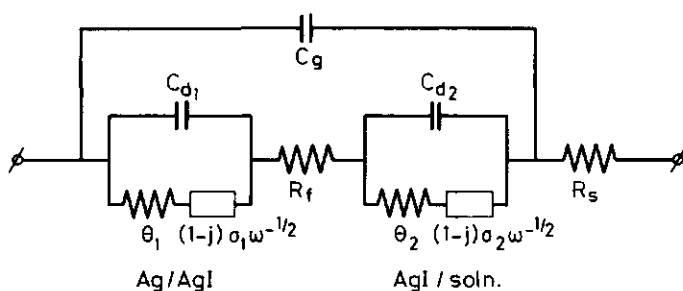 Cg
Cd1
Cd2
Rf
Rs
θ1 (1-j)σ1ω^-1/2
θ2 (1-j)σ2ω^-1/2
Ag/AgI
AgI/soln.